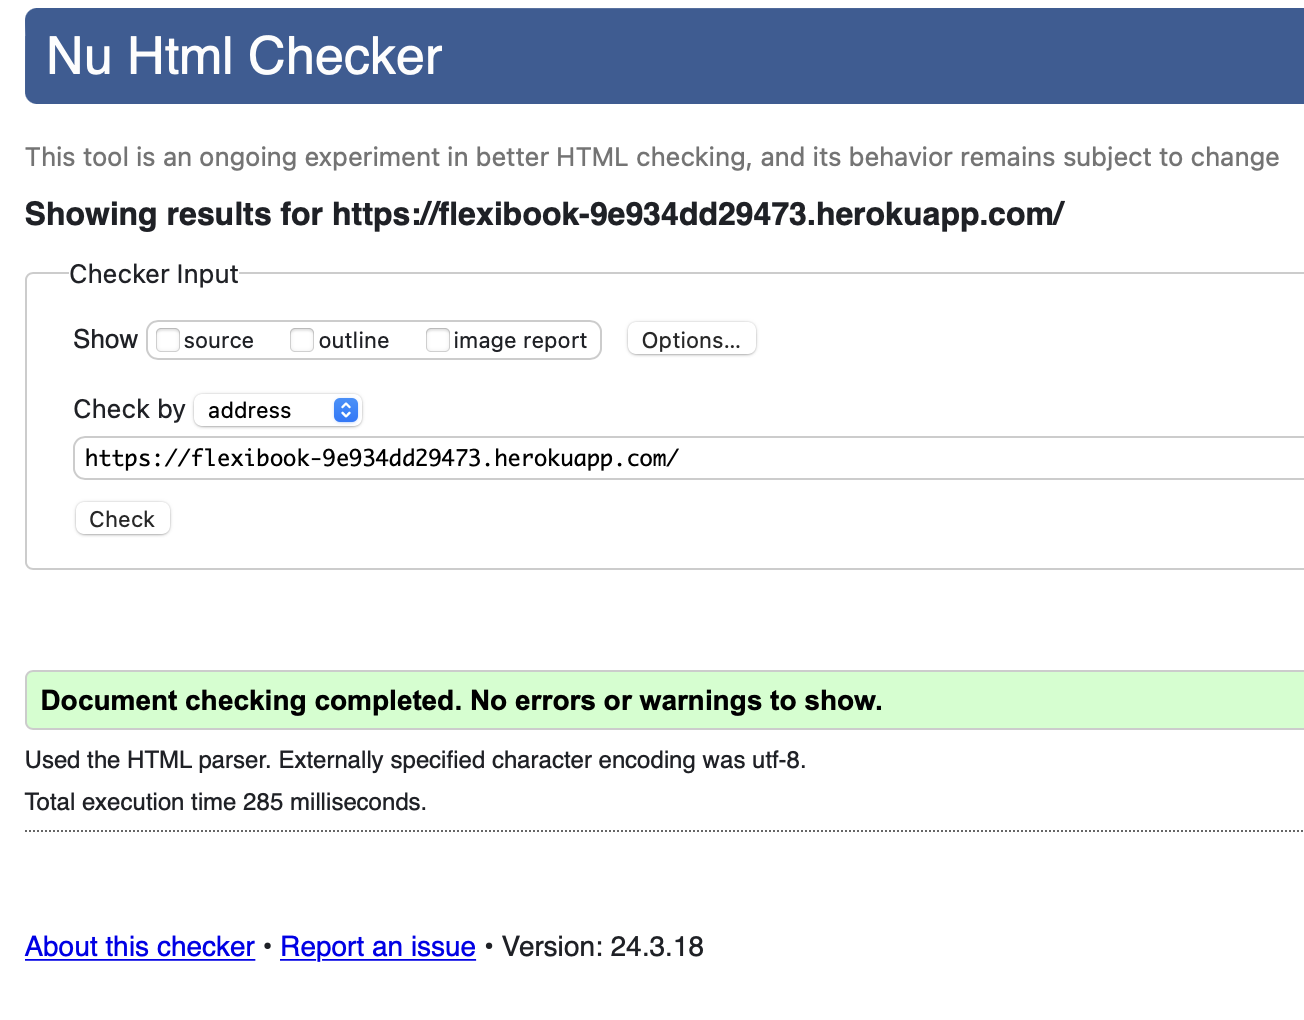 Nu Html Checker
This tool is an ongoing experiment in better HTML checking, and its behavior remains subject to change
Showing results for https://flexibook-9e934dd29473.herokuapp.com/
Checker Input
Show source outline image report Options...
Check by address
https://flexibook-9e934dd29473.herokuapp.com/
Check
Document checking completed. No errors or warnings to show.
Used the HTML parser. Externally specified character encoding was utf-8.
Total execution time 285 milliseconds.
About this checker • Report an issue • Version: 24.3.18